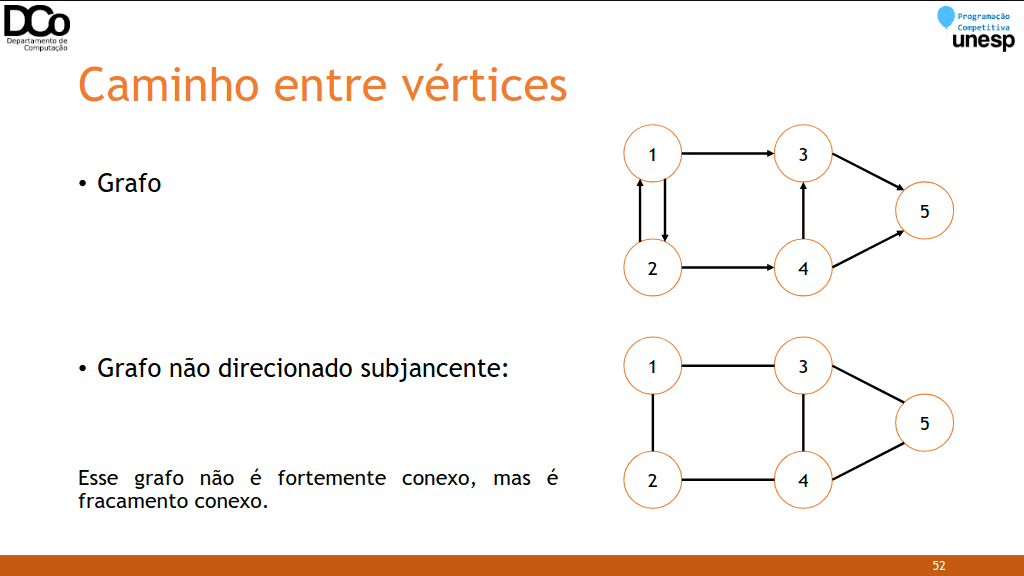 DCo
Departamento de
Computação
Programação
Competitiva
unesp
Caminho entre vértices
• Grafo
1
3
5
2
4
• Grafo não direcionado subjancente:
1
3
5
2
4
Esse grafo não é fortemente conexo, mas é
fracamento conexo.
52